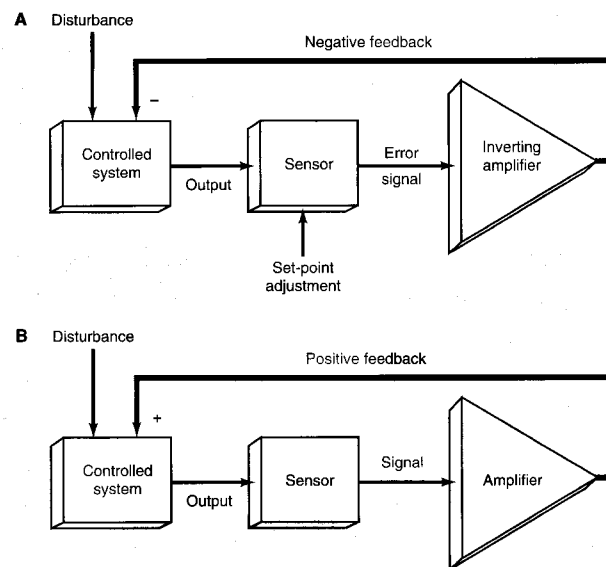 A
Disturbance
Negative feedback
−
Controlled
system
Output
Sensor
Error
signal
Inverting
amplifier
Set-point
adjustment
B
Disturbance
Positive feedback
+
Controlled
system
Output
Sensor
Signal
Amplifier